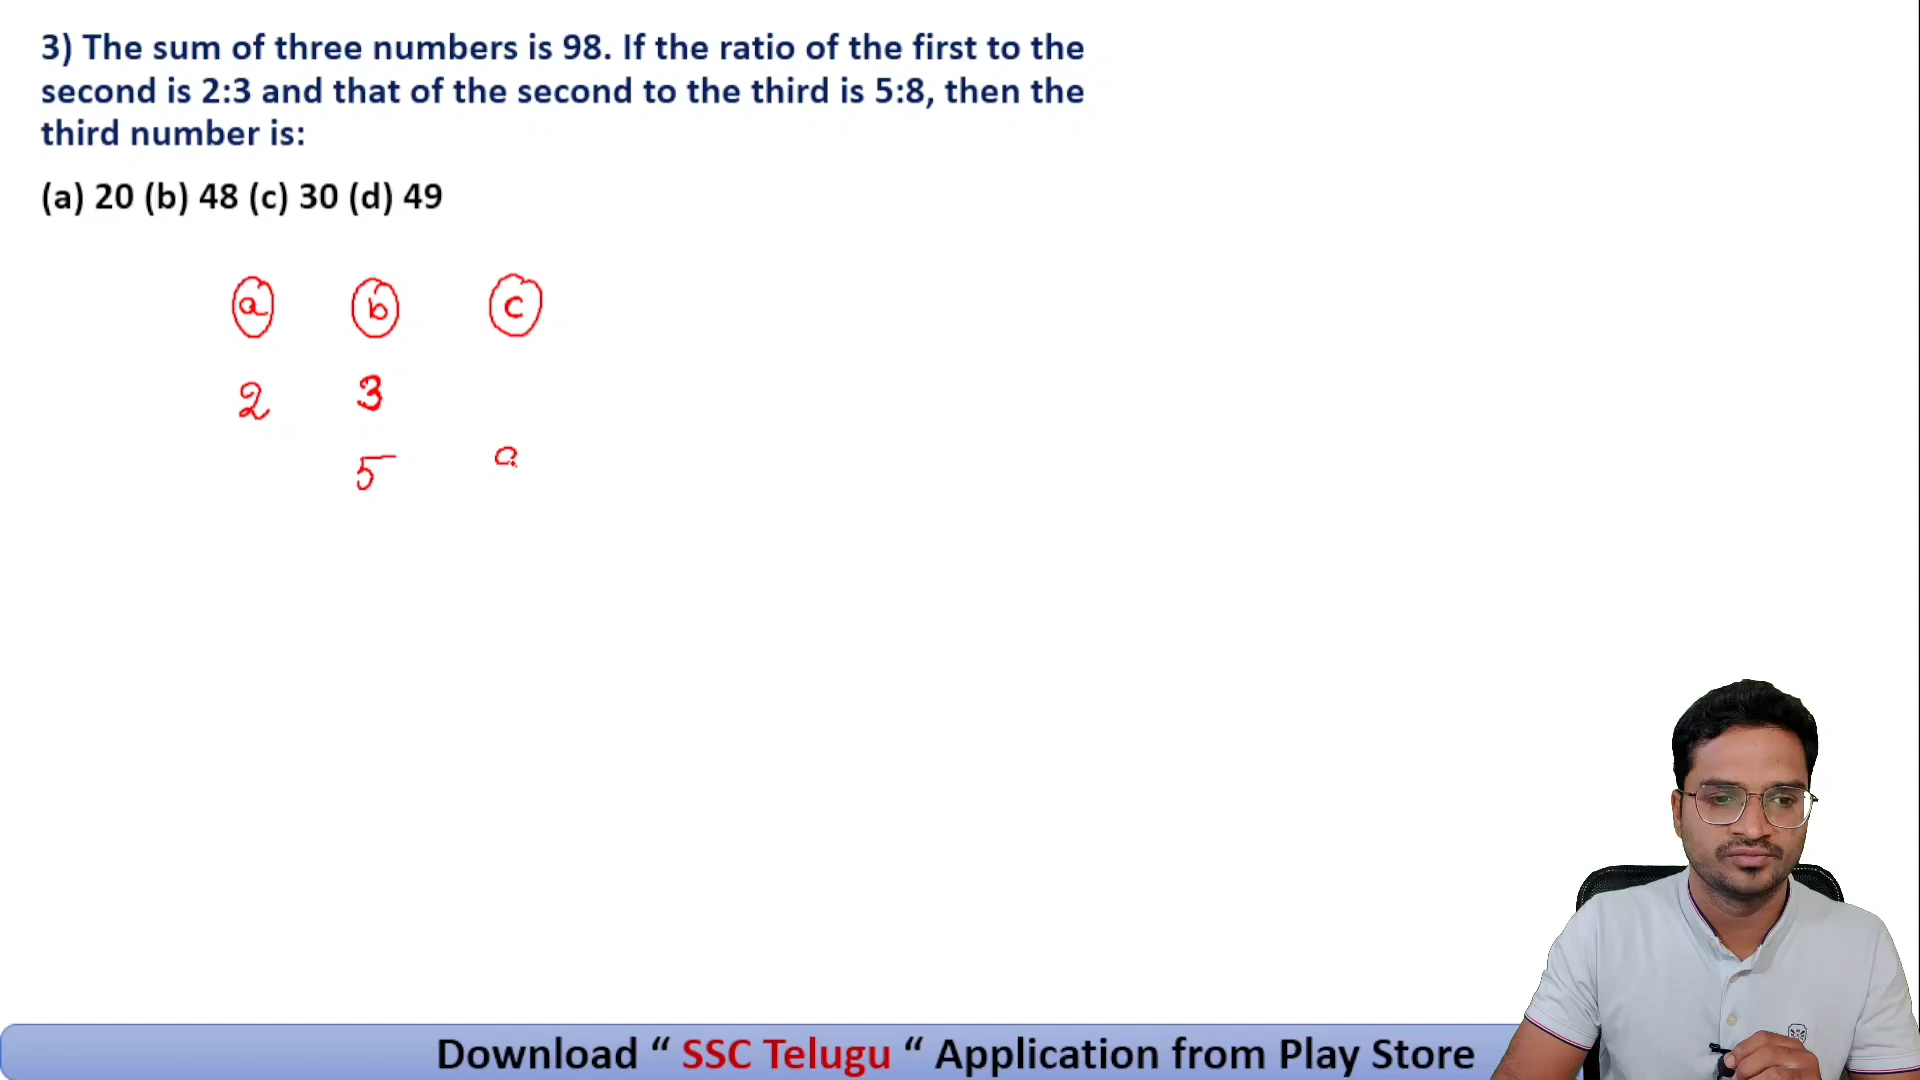 3) The sum of three numbers is 98. If the ratio of the first to the
second is 2:3 and that of the second to the third is 5:8, then the
third number is:
(a) 20 (b) 48 (c) 30 (d) 49
a b c
2 3
5
Download “ SSC Telugu “ Application from Play Store